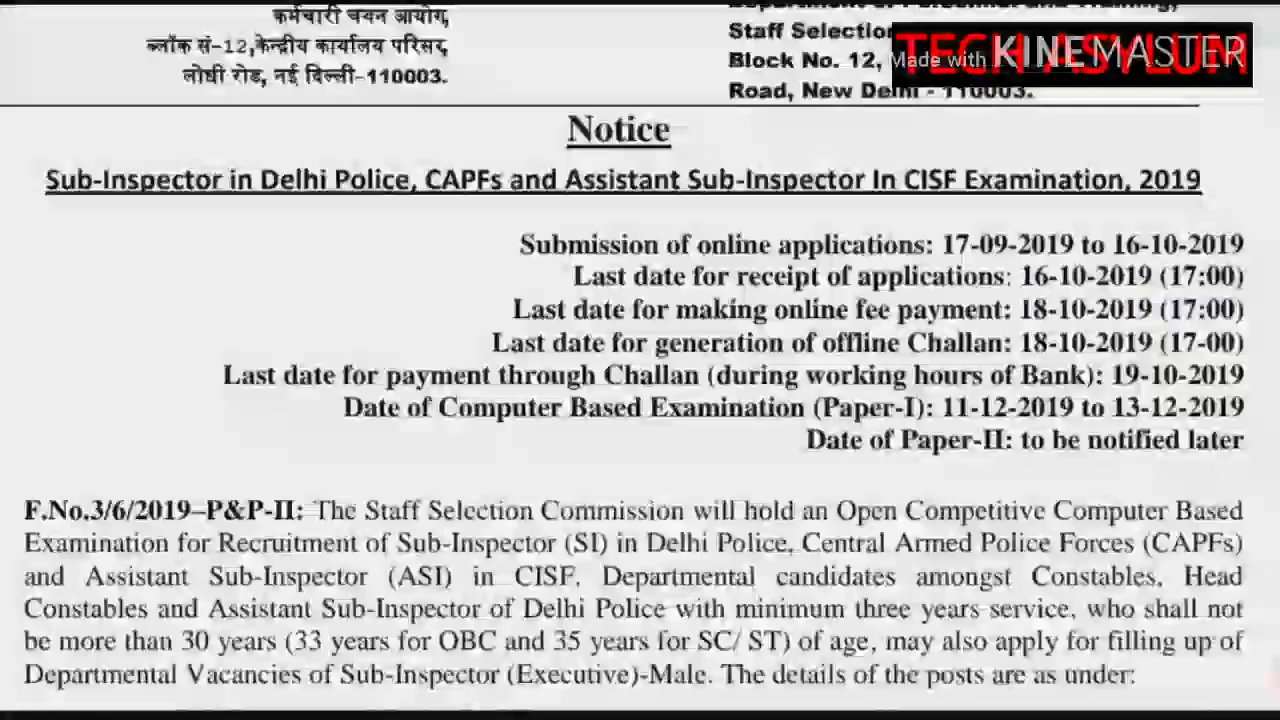 कर्मचारी चयन आयोग,
ब्लॉक सं-12,केन्द्रीय कार्यालय परिसर,
लोधी रोड, नई दिल्ली-110003.
Department of Personnel and Training,
Staff Selection
Block No. 12,
Road, New Delhi - 110003.
TECH ASYLUM
Made with KINEMASTER
Notice
Sub-Inspector in Delhi Police, CAPFs and Assistant Sub-Inspector In CISF Examination, 2019
Submission of online applications: 17-09-2019 to 16-10-2019
Last date for receipt of applications: 16-10-2019 (17:00)
Last date for making online fee payment: 18-10-2019 (17:00)
Last date for generation of offline Challan: 18-10-2019 (17-00)
Last date for payment through Challan (during working hours of Bank): 19-10-2019
Date of Computer Based Examination (Paper-I): 11-12-2019 to 13-12-2019
Date of Paper-II: to be notified later
F.No.3/6/2019–P&P-II: The Staff Selection Commission will hold an Open Competitive Computer Based
Examination for Recruitment of Sub-Inspector (SI) in Delhi Police, Central Armed Police Forces (CAPFs)
and Assistant Sub-Inspector (ASI) in CISF. Departmental candidates amongst Constables, Head
Constables and Assistant Sub-Inspector of Delhi Police with minimum three years service, who shall not
be more than 30 years (33 years for OBC and 35 years for SC/ ST) of age, may also apply for filling up of
Departmental Vacancies of Sub-Inspector (Executive)-Male. The details of the posts are as under: